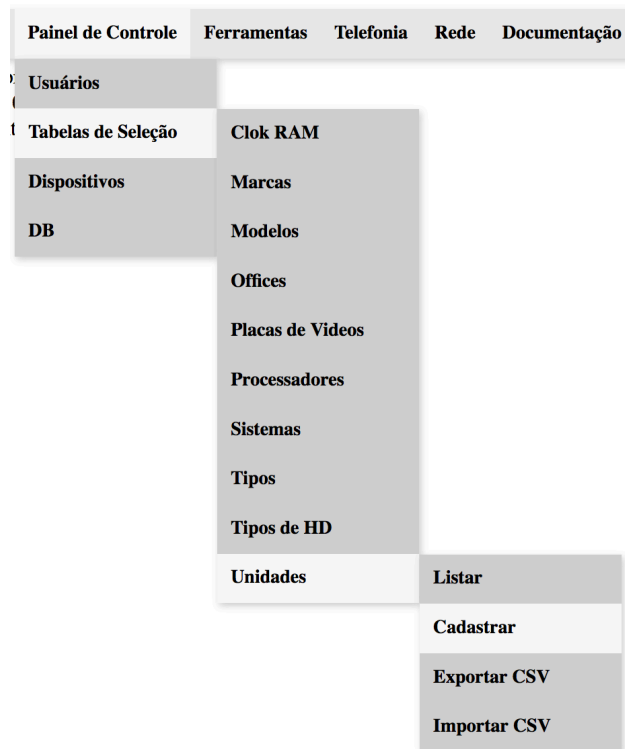 Painel de Controle Ferramentas Telefonia Rede Documentação
Usuários
Tabelas de Seleção
Dispositivos
DB
Clok RAM
Marcas
Modelos
Offices
Placas de Videos
Processadores
Sistemas
Tipos
Tipos de HD
Unidades
Listar
Cadastrar
Exportar CSV
Importar CSV